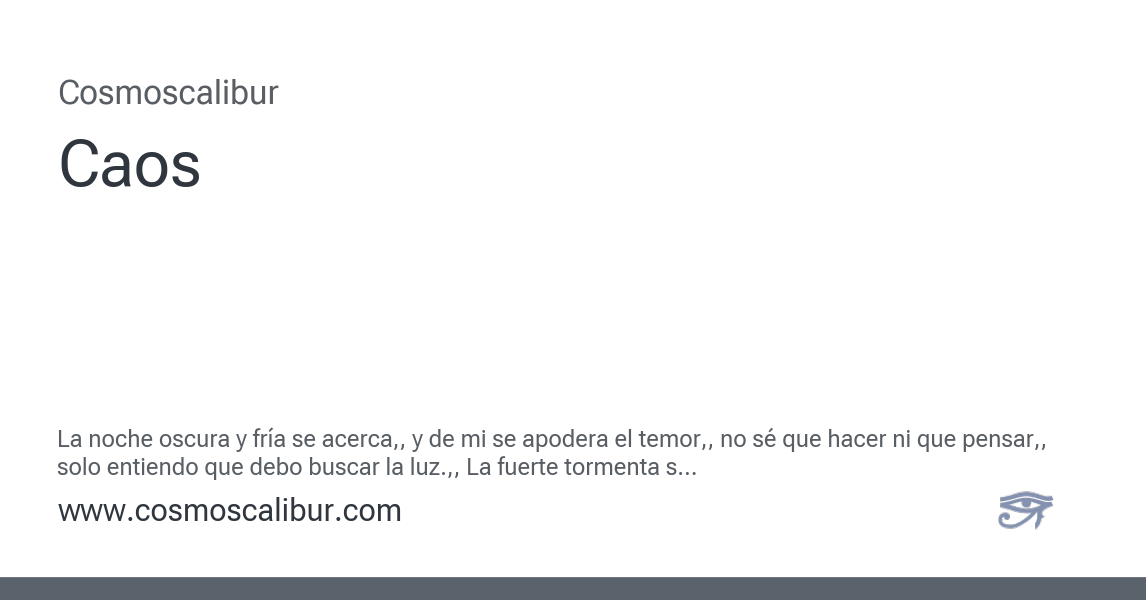 Cosmoscalibur
Caos
La noche oscura y fría se acerca,, y de mi se apodera el temor,, no sé que hacer ni que pensar,,
solo entiendo que debo buscar la luz.,, La fuerte tormenta s...
www.cosmoscalibur.com